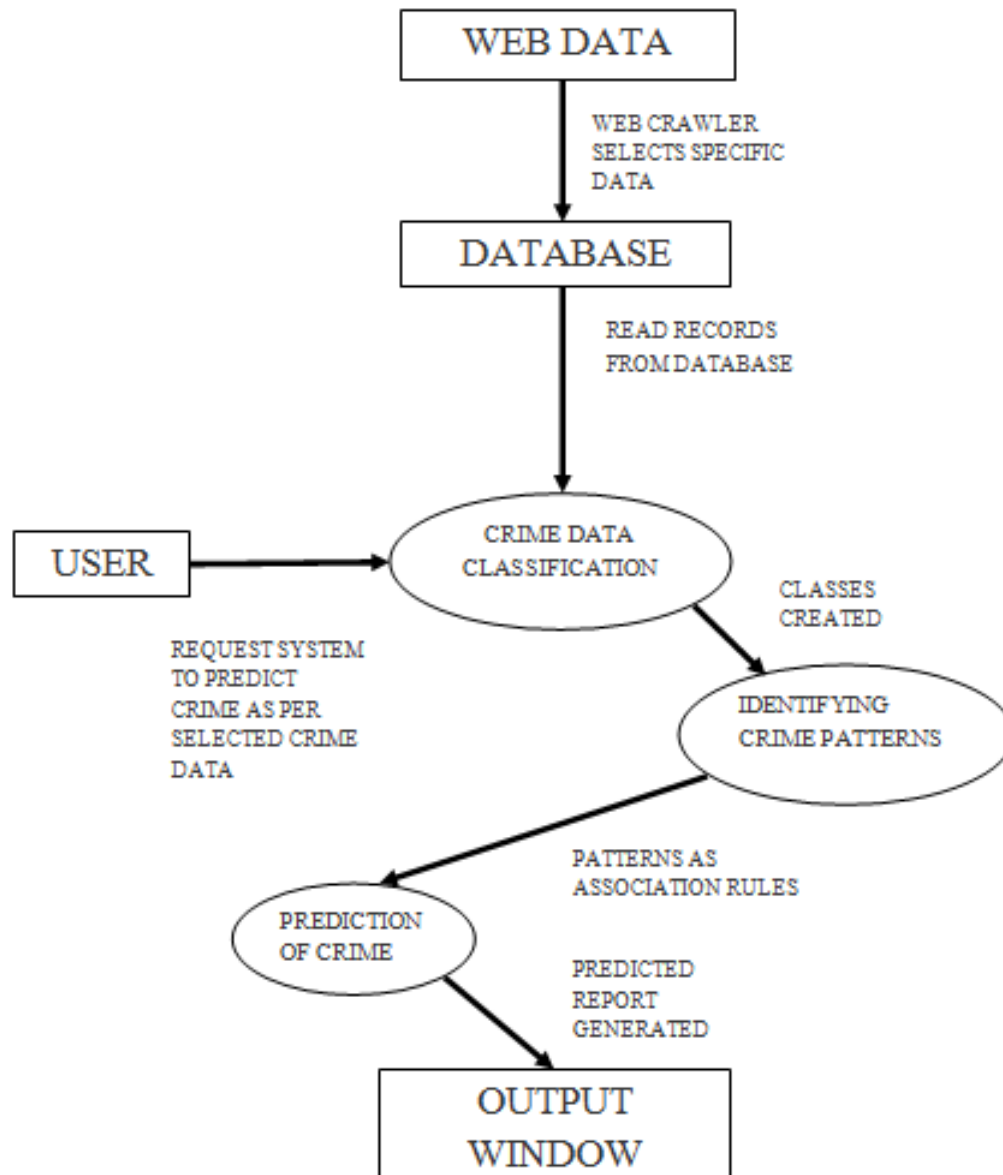 WEB DATA
WEB CRAWLER
SELECTS SPECIFIC
DATA
DATABASE
READ RECORDS
FROM DATABASE
CRIME DATA
CLASSIFICATION
USER
CLASSES
CREATED
REQUEST SYSTEM
TO PREDICT
CRIME AS PER
SELECTED CRIME
DATA
IDENTIFYING
CRIME PATTERNS
PATTERNS AS
ASSOCIATION RULES
PREDICTION
OF CRIME
PREDICTED
REPORT
GENERATED
OUTPUT
WINDOW